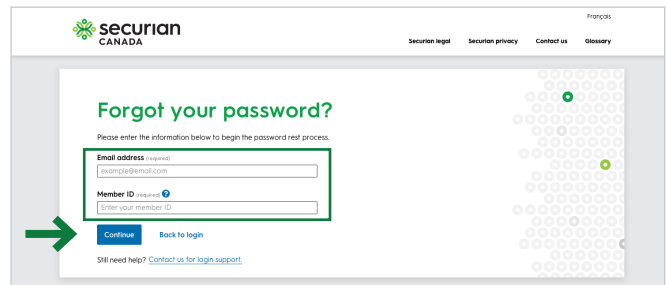 Français
securian
CANADA
Securian legal Securian privacy Contact us Glossary
Forgot your password?
Please enter the information below to begin the password rest process.
Email address (required)
example@email.com
Member ID (required) ?
Enter your member ID
Continue Back to login
Still need help? Contact us for login support.